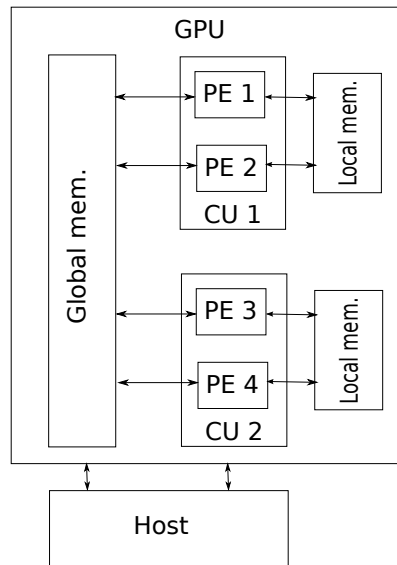 GPU
Global mem.
PE 1
PE 2
CU 1
Local mem.
PE 3
PE 4
CU 2
Local mem.
Host